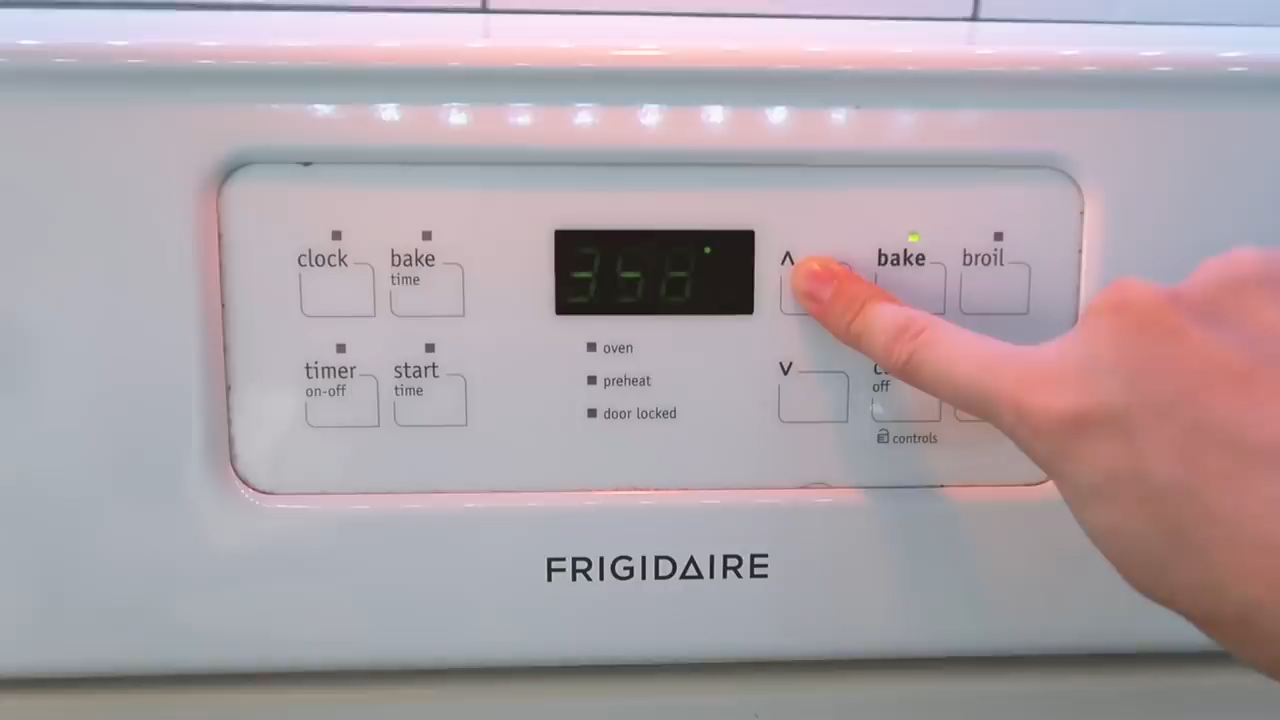 clock
bake
time
^
bake
broil
timer
on-off
start
time
oven
preheat
door locked
v
off
controls
FRIGIDAIRE